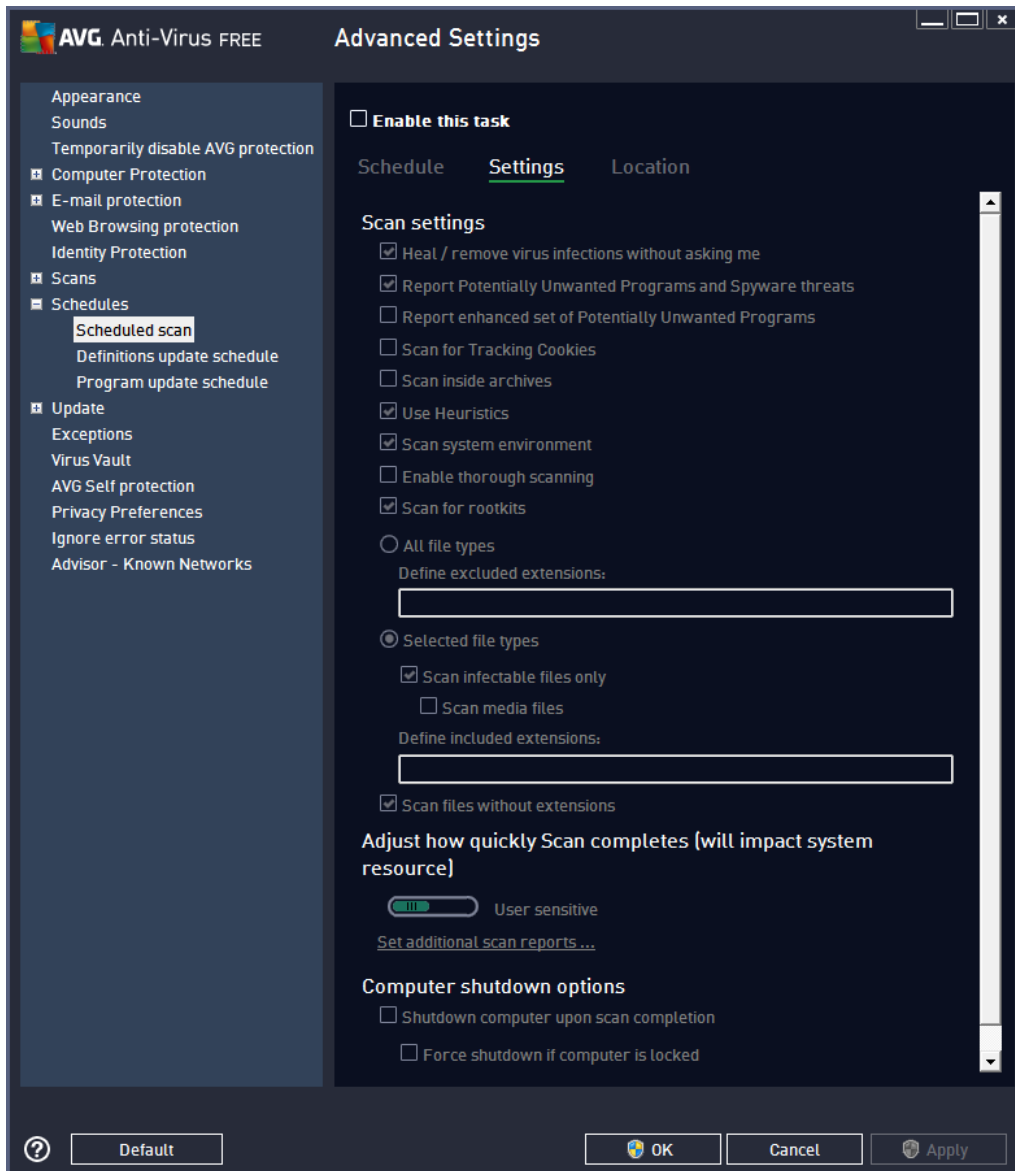 AVG. Anti-Virus FREE
Advanced Settings
Appearance
Sounds
Temporarily disable AVG protection
Computer Protection
E-mail protection
Web Browsing protection
Identity Protection
Scans
Schedules
Scheduled scan
Definitions update schedule
Program update schedule
Update
Exceptions
Virus Vault
AVG Self protection
Privacy Preferences
Ignore error status
Advisor - Known Networks
Enable this task
Schedule Settings Location
Scan settings
Heal / remove virus infections without asking me
Report Potentially Unwanted Programs and Spyware threats
Report enhanced set of Potentially Unwanted Programs
Scan for Tracking Cookies
Scan inside archives
Use Heuristics
Scan system environment
Enable thorough scanning
Scan for rootkits
All file types
Define excluded extensions:
Selected file types
Scan infectable files only
Scan media files
Define included extensions:
Scan files without extensions
Adjust how quickly Scan completes (will impact system
resource)
User sensitive
Set additional scan reports ...
Computer shutdown options
Shutdown computer upon scan completion
Force shutdown if computer is locked
? Default OK Cancel Apply